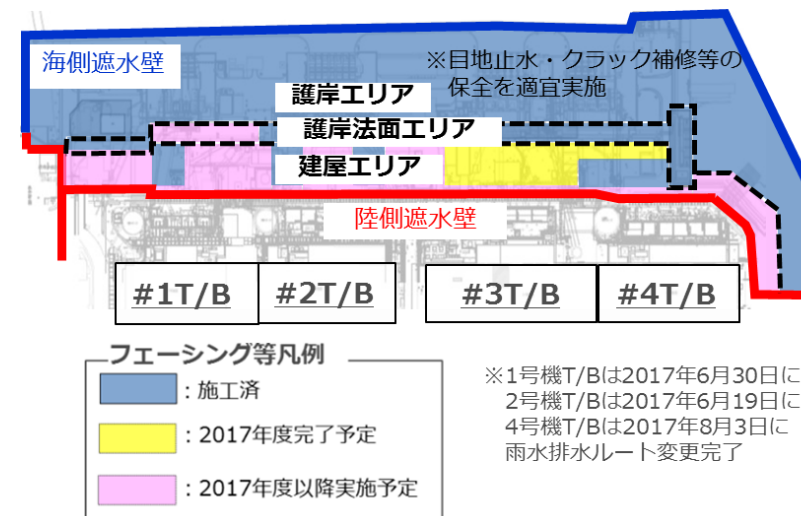 海側遮水壁
※目地止水・クラック補修等の
保全を適宜実施
護岸エリア
護岸法面エリア
建屋エリア
陸側遮水壁
#1T/B
#2T/B
#3T/B
#4T/B
フェーシング等凡例
：施工済
：2017年度完了予定
：2017年度以降実施予定
※1号機T/Bは2017年6月30日に
2号機T/Bは2017年6月19日に
4号機T/Bは2017年8月3日に
雨水排水ルート変更完了